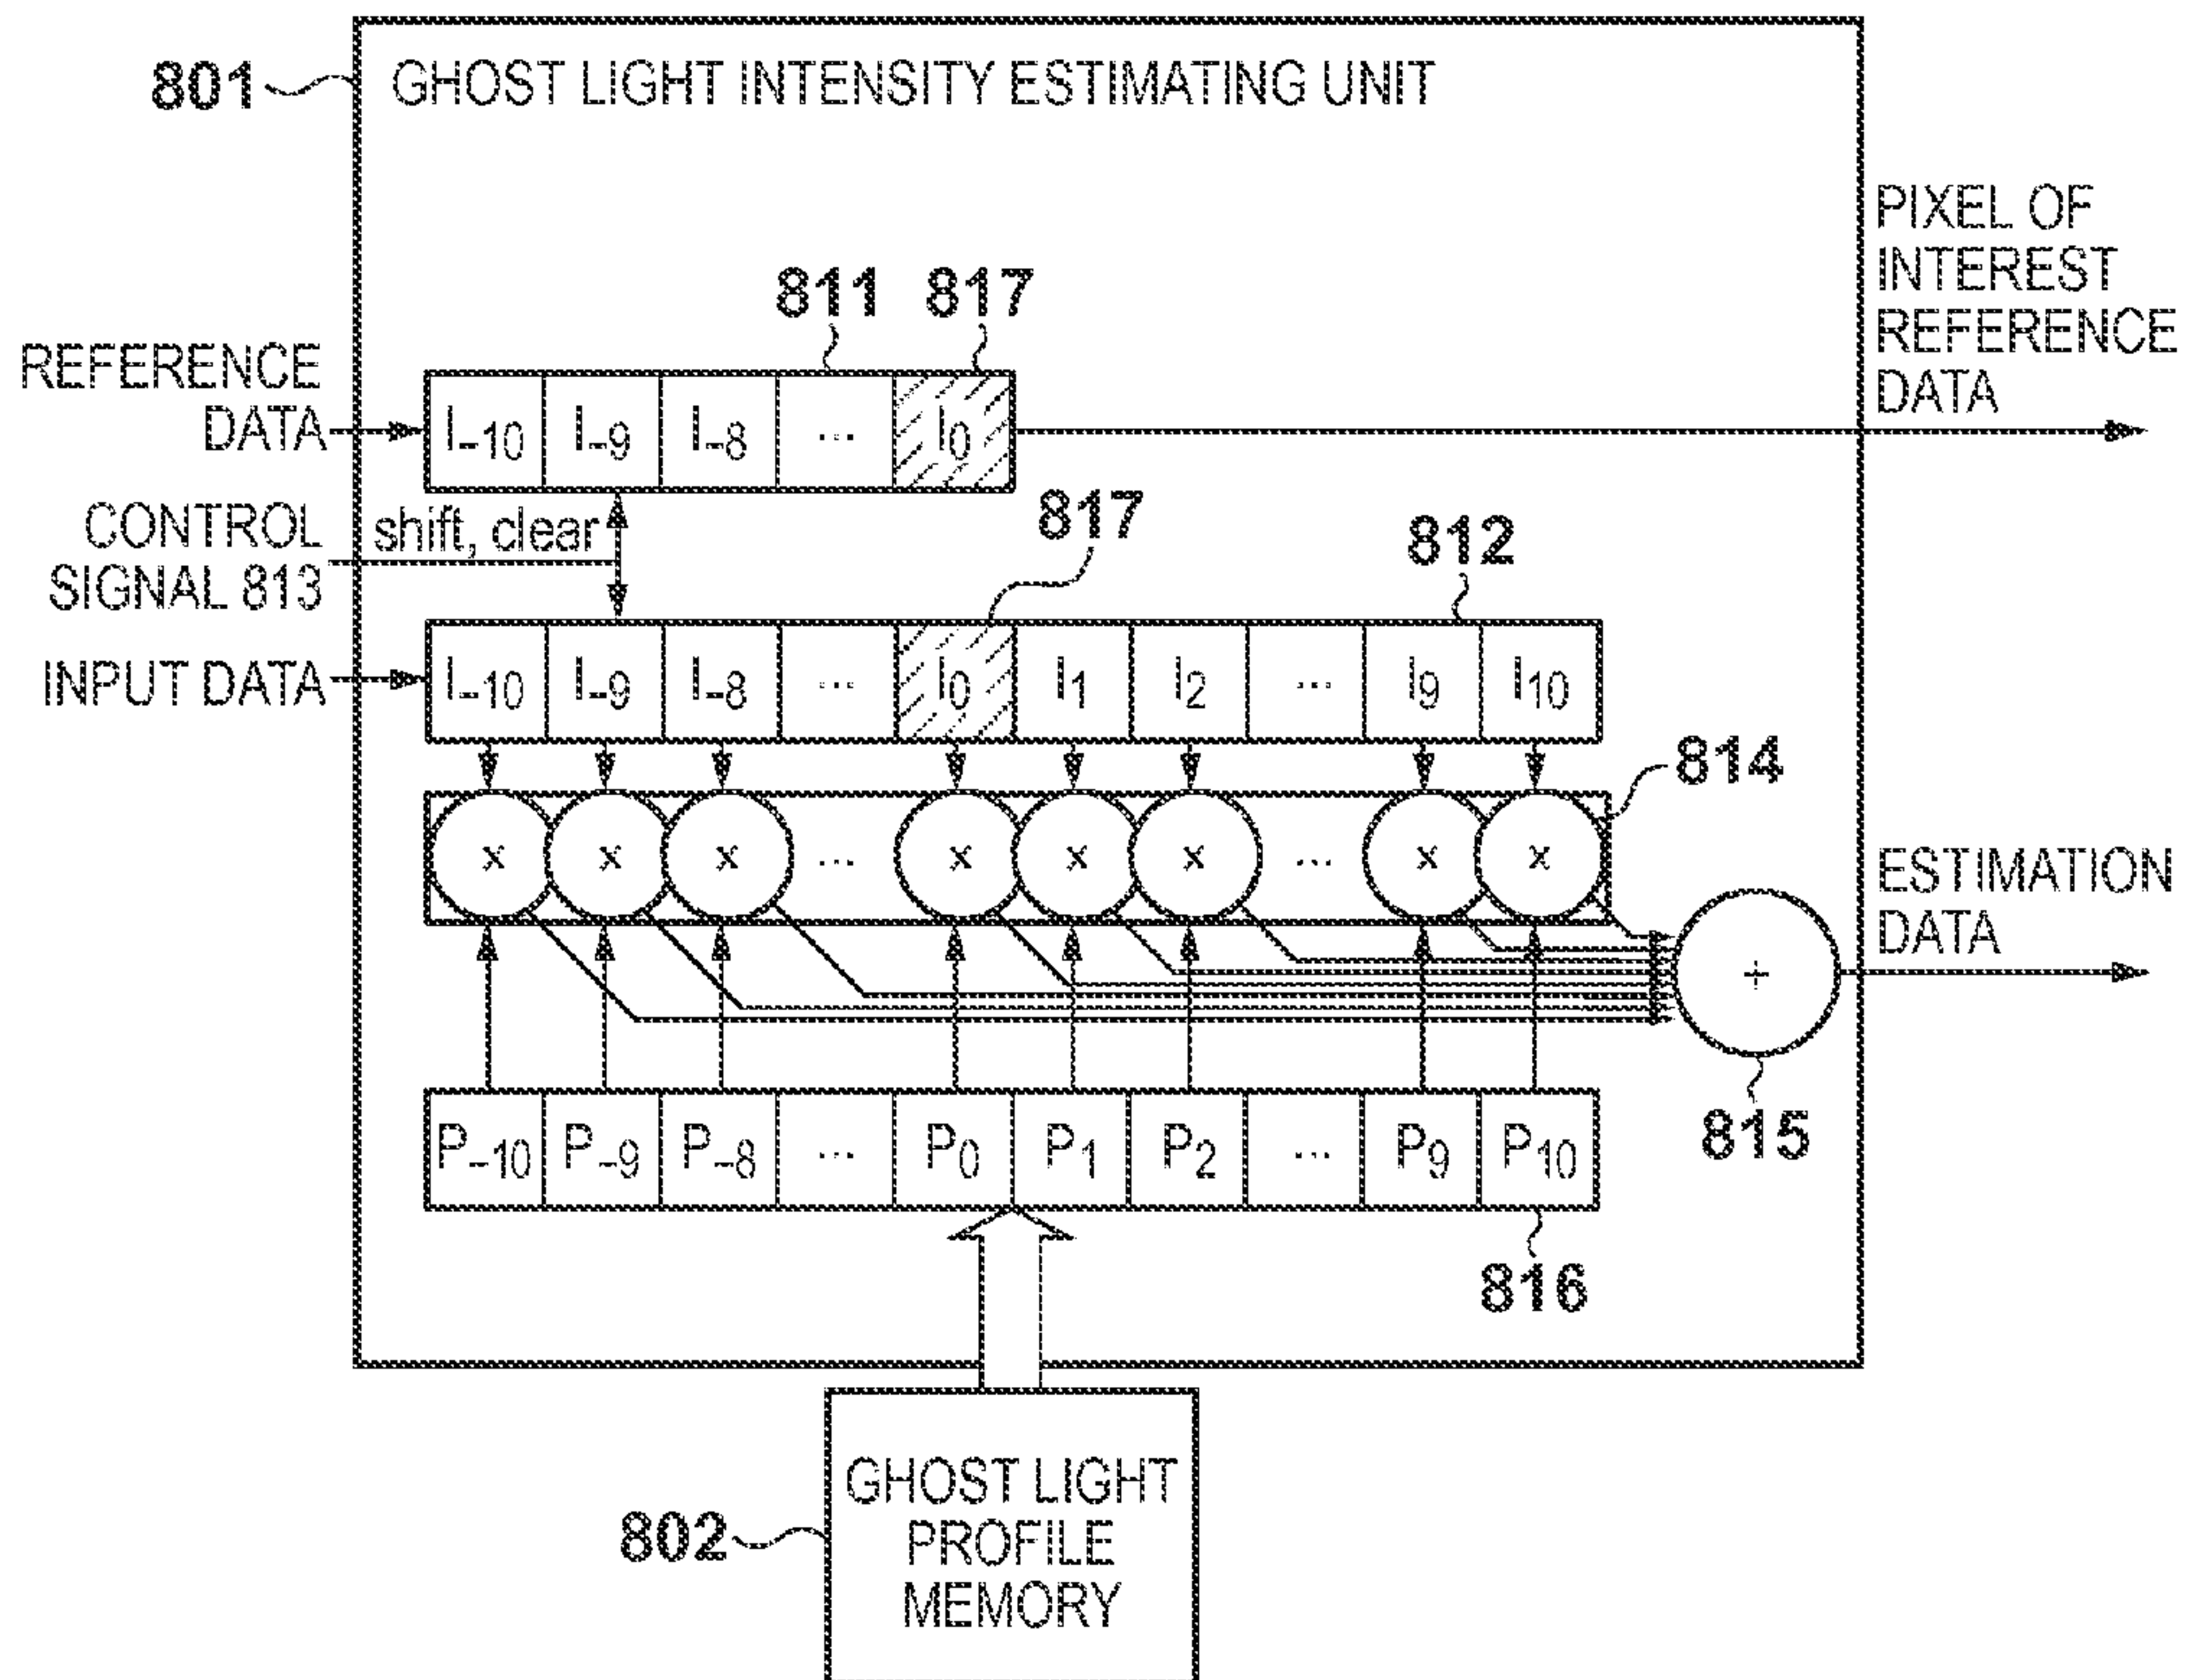 801 GHOST LIGHT INTENSITY ESTIMATING UNIT
PIXEL OF
INTEREST
REFERENCE
DATA
811 817
REFERENCE
DATA
I-10 I-9 I-8 ... I0
CONTROL
SIGNAL 813
shift, clear
817
812
INPUT DATA
I-10 I-9 I-8 ... I0 I1 I2 ... I9 I10
814
x x x ... x x x ... x x
ESTIMATION
DATA
+
815
P-10 P-9 P-8 ... P0 P1 P2 ... P9 P10
816
802
GHOST LIGHT
PROFILE
MEMORY